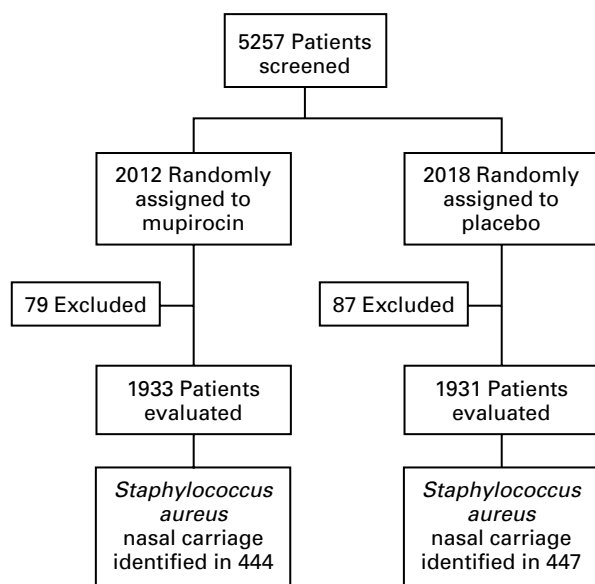 5257 Patients
screened
2012 Randomly
assigned to
mupirocin
2018 Randomly
assigned to
placebo
79 Excluded
87 Excluded
1933 Patients
evaluated
1931 Patients
evaluated
Staphylococcus
aureus
nasal carriage
identified in 444
Staphylococcus
aureus
nasal carriage
identified in 447